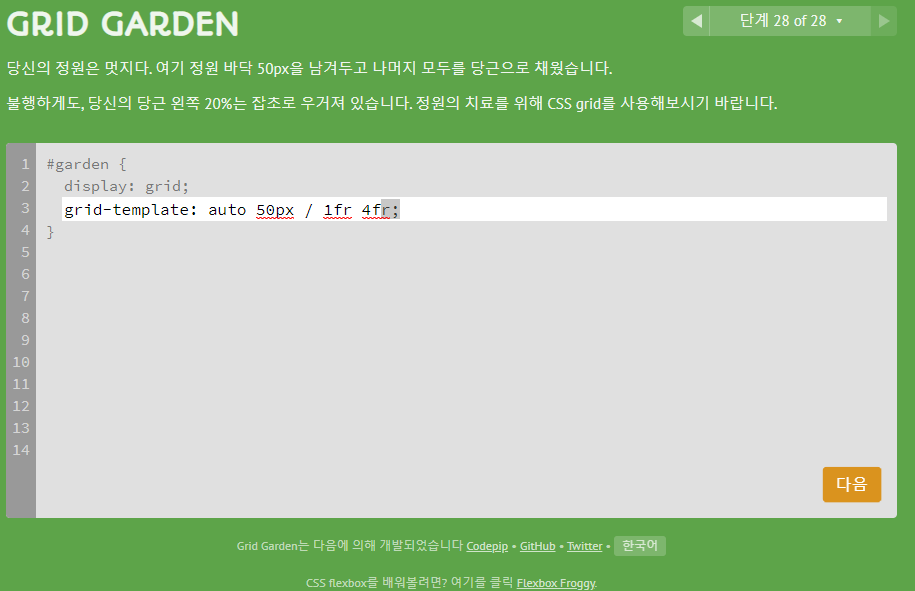 GRID GARDEN
◀ 단계 28 of 28 ▾ ▶
당신의 정원은 멋지다. 여기 정원 바닥 50px을 남겨두고 나머지 모두를 당근으로 채웠습니다.
불행하게도, 당신의 당근 왼쪽 20%는 잡초로 우거져 있습니다. 정원의 치료를 위해 CSS grid를 사용해보시기 바랍니다.
1 #garden {
2 display: grid;
3 grid-template: auto 50px / 1fr 4fr;
4 }
5
6
7
8
9
10
11
12
13
14
다음
Grid Garden는 다음에 의해 개발되었습니다 Codepip • GitHub • Twitter • 한국어
CSS flexbox를 배워볼려면? 여기를 클릭 Flexbox Froggy.